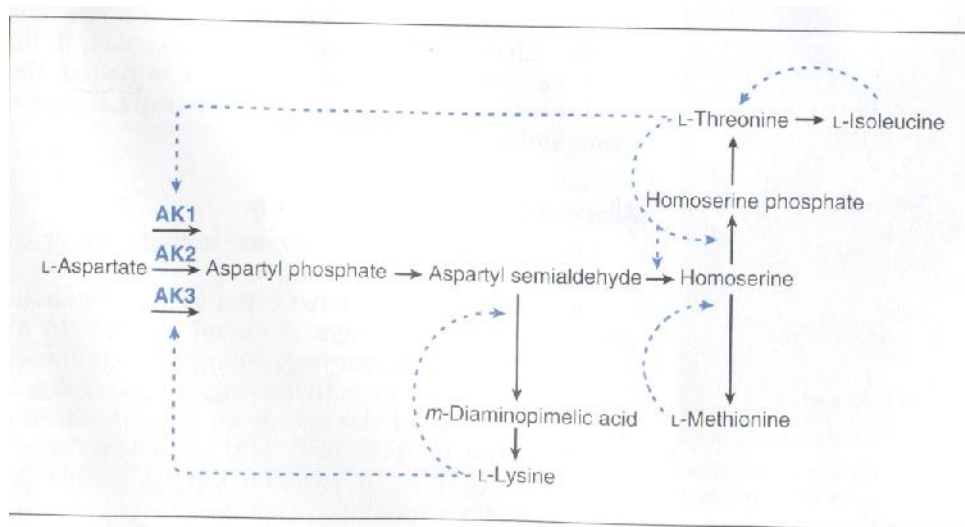 L-Threonine → L-Isoleucine
Homoserine phosphate
AK1
AK2
L-Aspartate → Aspartyl phosphate → Aspartyl semialdehyde → Homoserine
AK3
m-Diaminopimelic acid
L-Methionine
L-Lysine